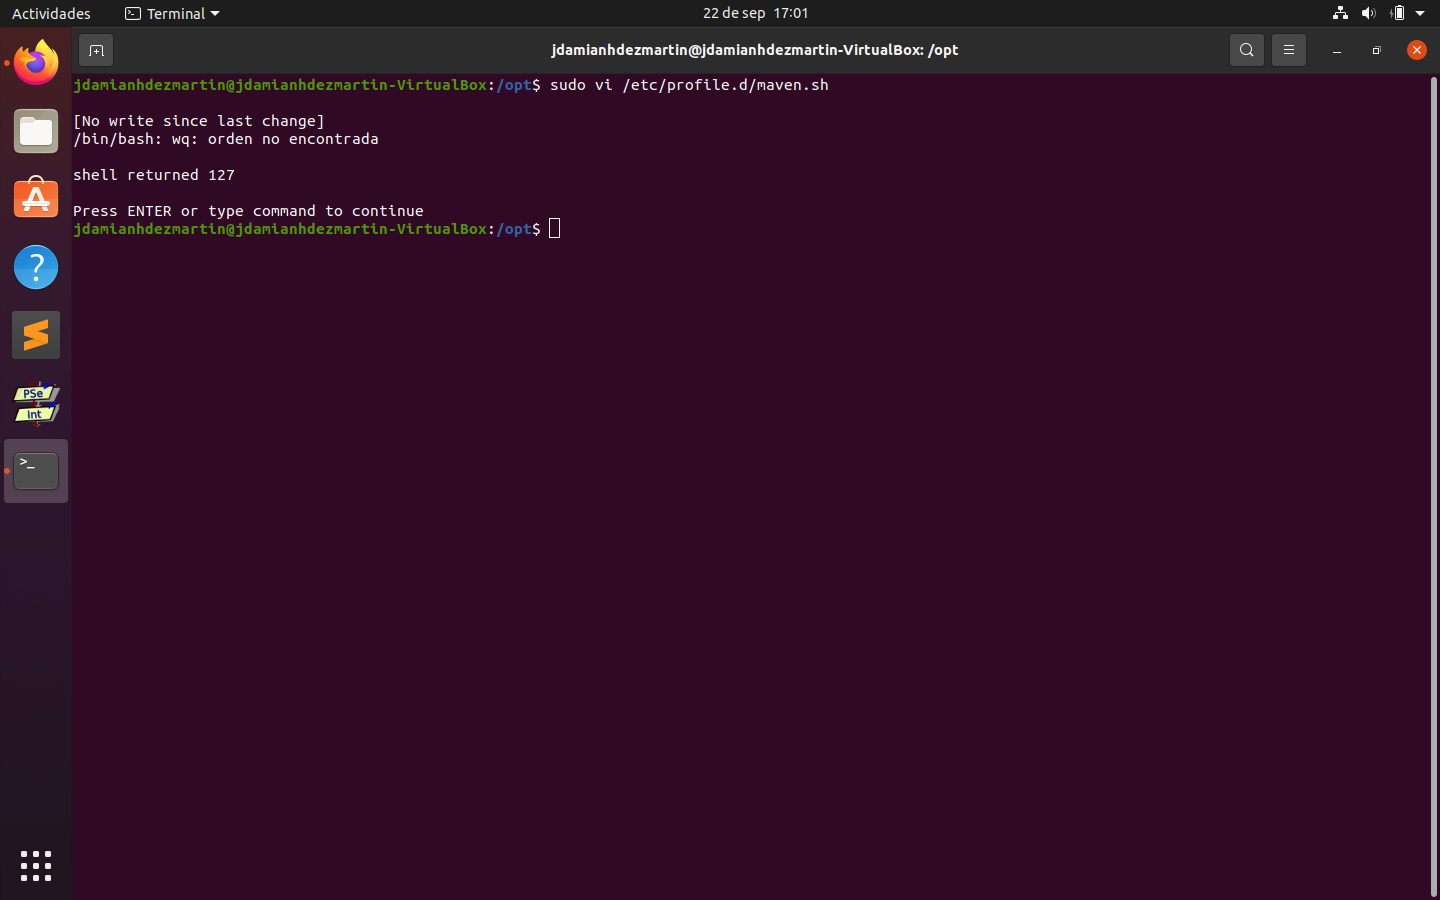 Actividades
Terminal
22 de sep 17:01
jdamianhdezmartin@jdamianhdezmartin-VirtualBox: /opt
jdamianhdezmartin@jdamianhdezmartin-VirtualBox:/opt$ sudo vi /etc/profile.d/maven.sh
[No write since last change]
/bin/bash: wq: orden no encontrada
shell returned 127
Press ENTER or type command to continue
jdamianhdezmartin@jdamianhdezmartin-VirtualBox:/opt$
PSe
Int